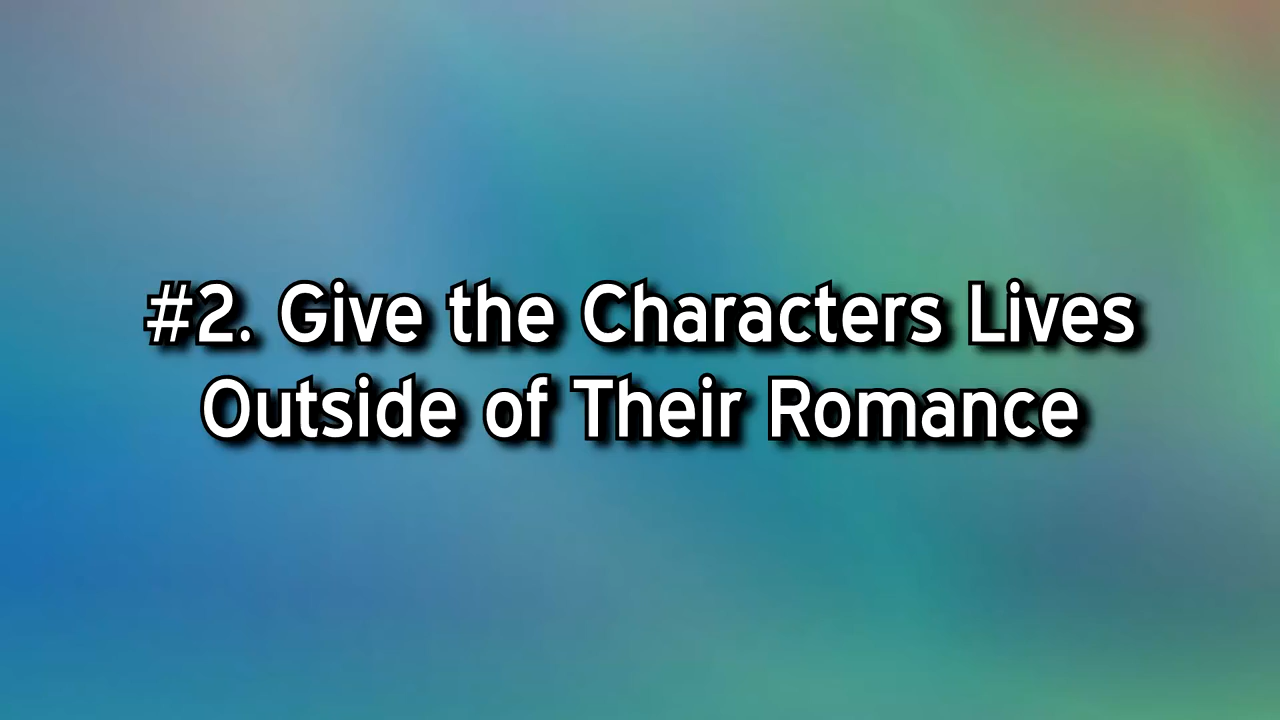 #2. Give the Characters Lives
Outside of Their Romance